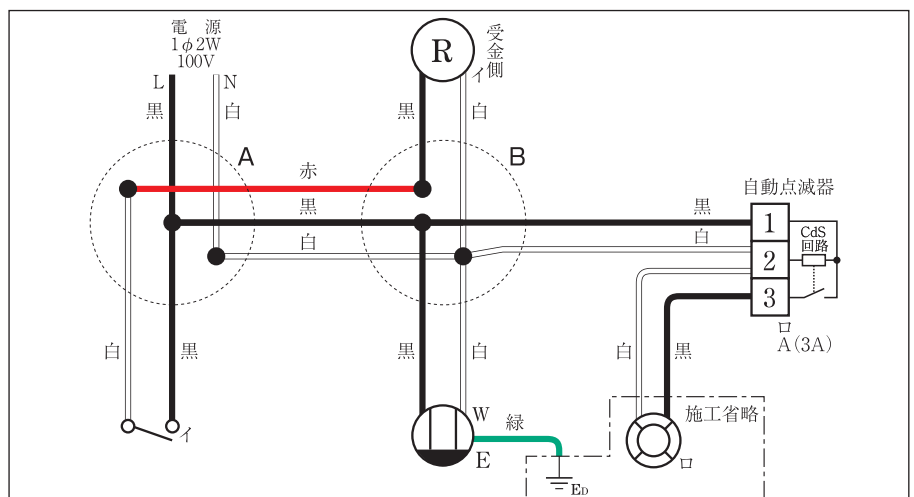 電 源
1φ2W
100V
L
N
黒
白
R
受金側
イ
黒
白
A
B
赤
黒
白
黒
白
自動点滅器
1
2
3
CdS
回路
ロ
A(3A)
白
黒
イ
黒
白
W
E
緑
ED
白
黒
施工省略
ロ